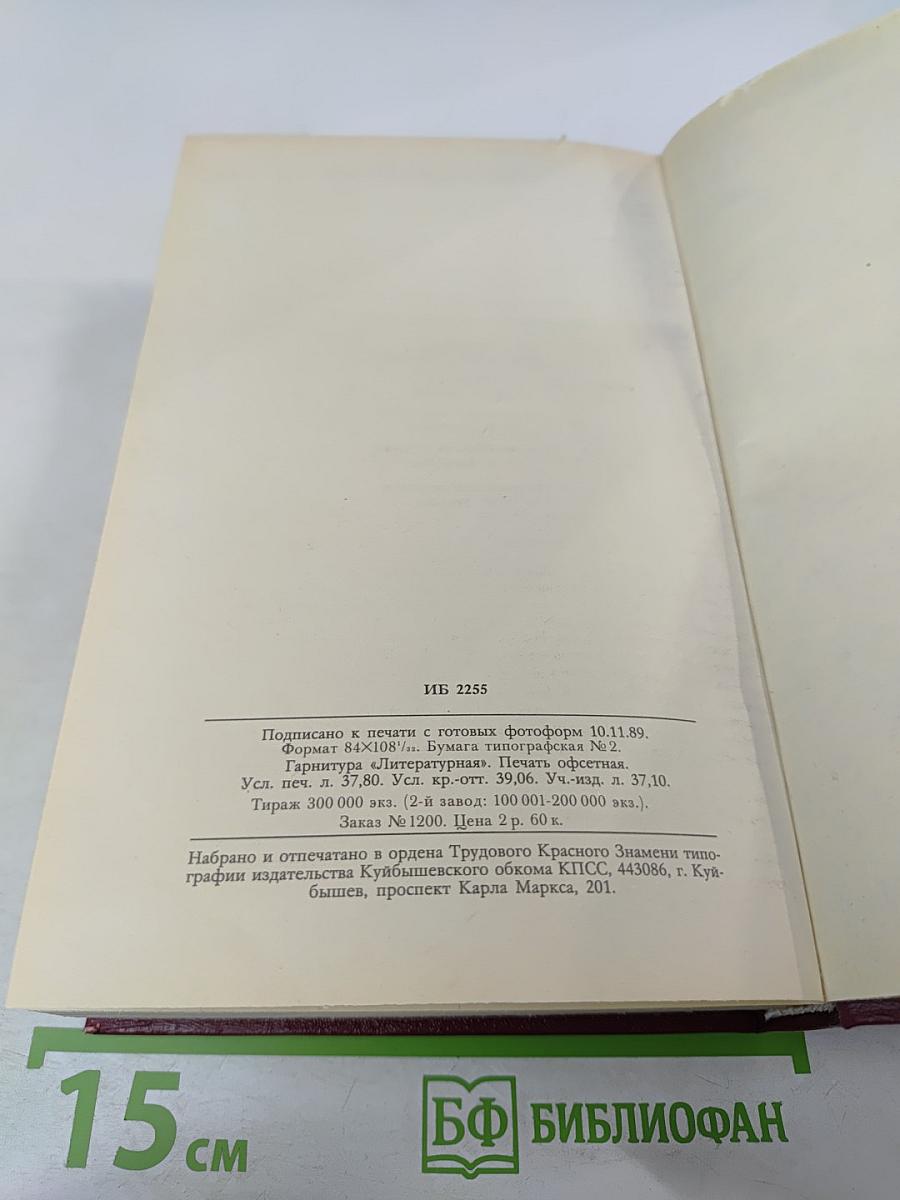 ИБ 2255
Подписано к печати с готовых фотоформ 10.11.89.
Формат 84×108¹/₃₂. Бумага типографская №2.
Гарнитура «Литературная». Печать офсетная.
Усл. печ. л. 37,80. Усл. кр.-отт. 39,06. Уч.-изд. л. 37,10.
Тираж 300 000 экз. (2-й завод: 100 001-200 000 экз.).
Заказ №1200. Цена 2 р. 60 к.
Набрано и отпечатано в ордена Трудового Красного Знамени типо-
графии издательства Куйбышевского обкома КПСС, 443086, г. Куй-
бышев, проспект Карла Маркса, 201.
15 см
БФ БИБЛИОФАН